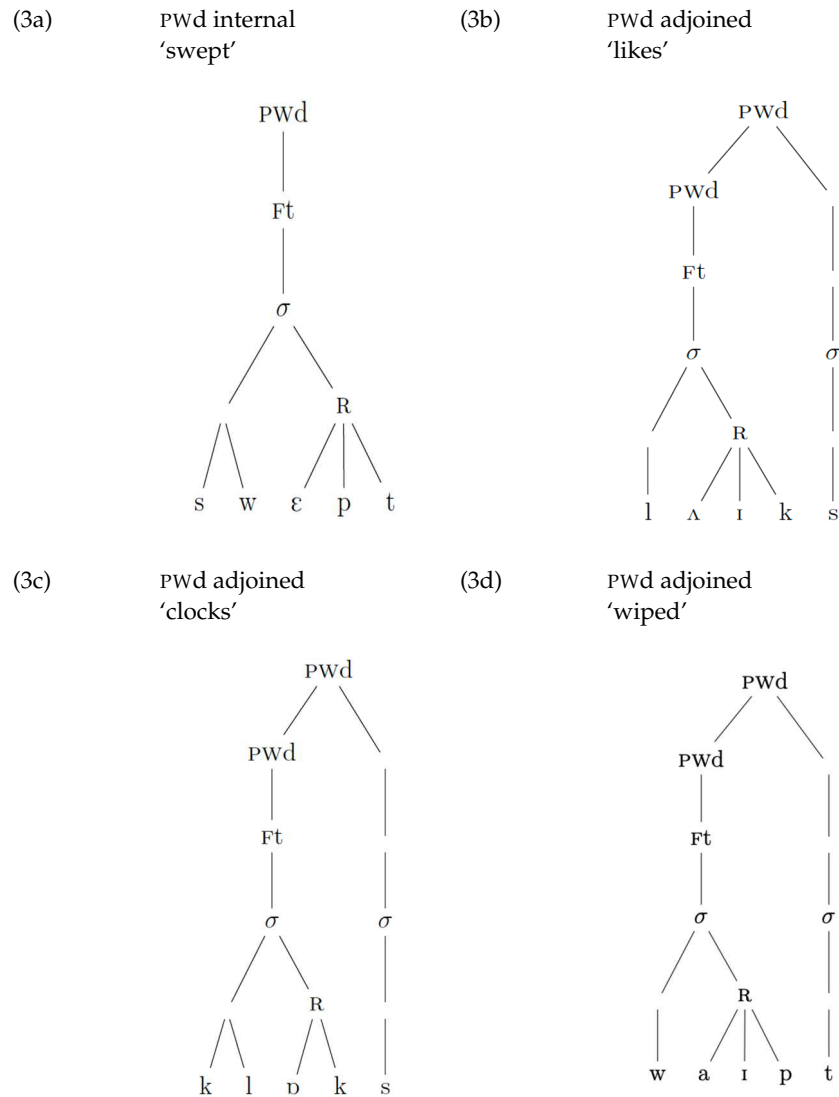 (3a) PWd internal (3b) PWd adjoined
‘swept’ ‘likes’
PWd PWd
PWd
Ft
Ft
σ
σ σ
R
R
s w ɛ p t
l ʌ ɪ k s
(3c) PWd adjoined (3d) PWd adjoined
‘clocks’ ‘wiped’
PWd PWd
PWd PWd
Ft Ft
σ σ σ σ
R R
k l ɒ k s w a ɪ p t